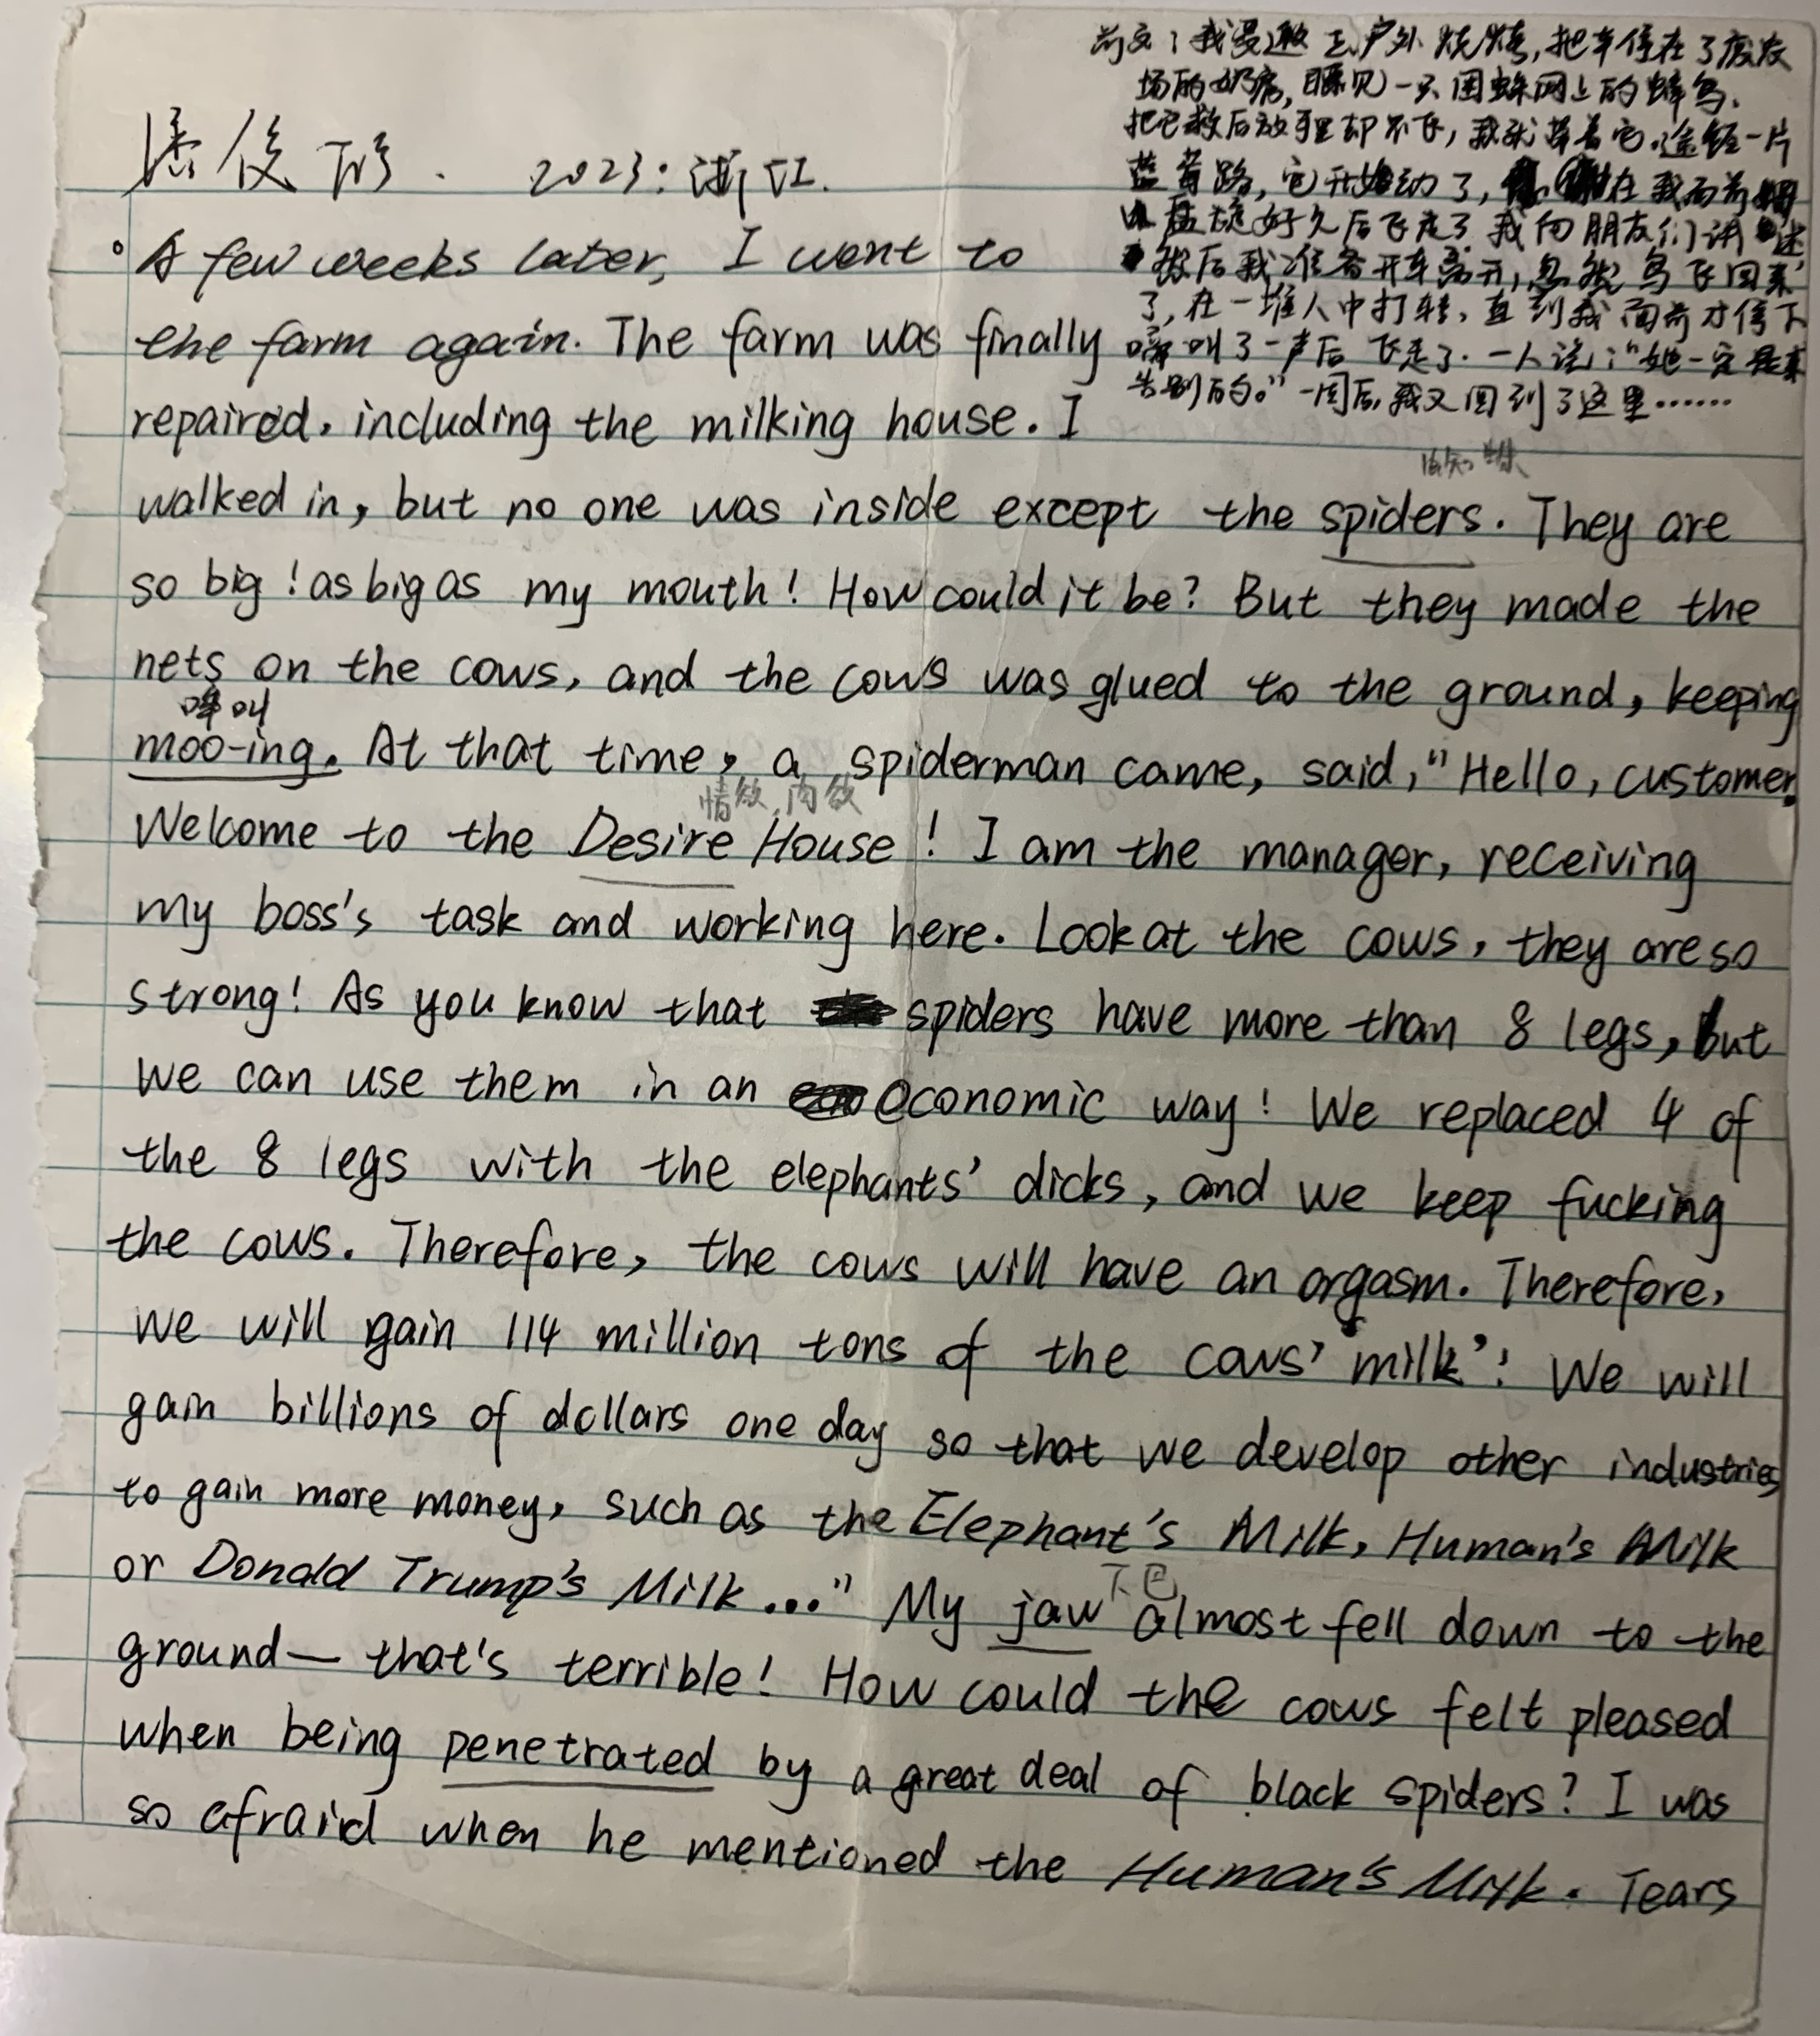 前文：我受邀去户外烧烤，把车停在了废农
场的奶房，瞧见一只困蛛网上的蜂鸟，
把它救后放手里却不飞，我就捧着它。途经一片
蓝莓路，它开始动了，在我面前
盘旋好久后飞走了。我向朋友们讲述
然后我准备开车离开，忽然鸟飞回来
了，在一堆人中打转，直到我面前才停下
叫了一声后飞走了。一人说："她一定是来
告别的。"一周后，我又回到了这里……
2023：浙江.
A few weeks later, I went to
the farm again. The farm was finally
repaired, including the milking house. I
蜘蛛
walked in, but no one was inside except the spiders. They are
so big! as big as my mouth! How could it be? But they made the
nets on the cows, and the cows was glued to the ground, keeping
哞叫
moo-ing. At that time, a spiderman came, said, "Hello, customer.
情欲，肉欲
Welcome to the Desire House! I am the manager, receiving
my boss's task and working here. Look at the cows, they are so
strong! As you know that spiders have more than 8 legs, but
we can use them in an economic way! We replaced 4 of
the 8 legs with the elephants' dicks, and we keep fucking
the cows. Therefore, the cows will have an orgasm. Therefore,
we will gain 114 million tons of the cows' 'milk'! We will
gain billions of dollars one day so that we develop other industries
to gain more money, such as the Elephant's Milk, Human's Milk
下巴
or Donald Trump's Milk..." My jaw almost fell down to the
ground— that's terrible! How could the cows felt pleased
when being penetrated by a great deal of black spiders? I was
so afraid when he mentioned the Human's Milk. Tears